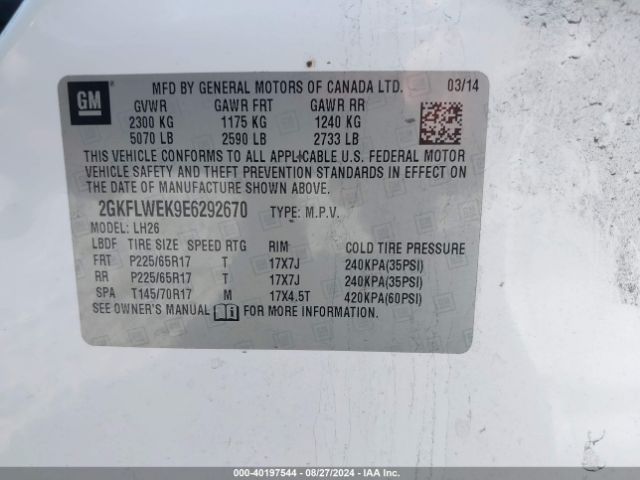 GM
MFD BY GENERAL MOTORS OF CANADA LTD. 03/14
GVWR GAWR FRT GAWR RR
2300 KG 1175 KG 1240 KG
5070 LB 2590 LB 2733 LB
THIS VEHICLE CONFORMS TO ALL APPLICABLE U.S. FEDERAL MOTOR
VEHICLE SAFETY AND THEFT PREVENTION STANDARDS IN EFFECT ON
THE DATE OF MANUFACTURE SHOWN ABOVE.
2GKFLWEK9E6292670 TYPE: M.P.V.
MODEL: LH26
LBDF TIRE SIZE SPEED RTG RIM COLD TIRE PRESSURE
FRT P225/65R17 T 17X7J 240KPA(35PSI)
RR P225/65R17 T 17X7J 240KPA(35PSI)
SPA T145/70R17 M 17X4.5T 420KPA(60PSI)
SEE OWNER'S MANUAL FOR MORE INFORMATION.
000-40197544 - 08/27/2024 - IAA Inc.